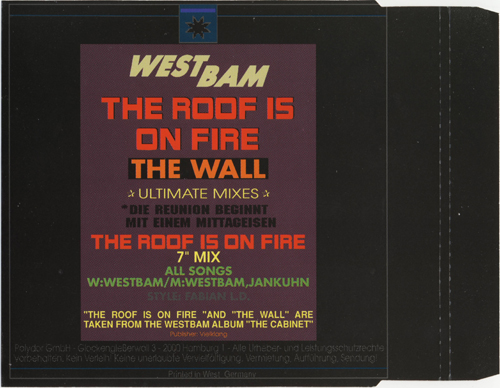 WESTBAM
THE ROOF IS
ON FIRE
THE WALL
ULTIMATE MIXES
"DIE REUNION BEGINNT
MIT EINEM MITTAGEISEN
THE ROOF IS ON FIRE
7" MIX
ALL SONGS
W:WESTBAM/M:WESTBAM,JANKUHN
STYLE: FABIAN L.D.
"THE ROOF IS ON FIRE "AND "THE WALL" ARE
TAKEN FROM THE WESTBAM ALBUM "THE CABINET"
Publisher: Werklang
Polydor GmbH - Glockengießerwall 3 - 2000 Hamburg 1 - Alle Urheber- und Leistungsschutzrechte
vorbehalten. Kein Verleih! Keine unerlaubte Vervielfältigung, Vermietung, Aufführung, Sendung!
Printed in West Germany